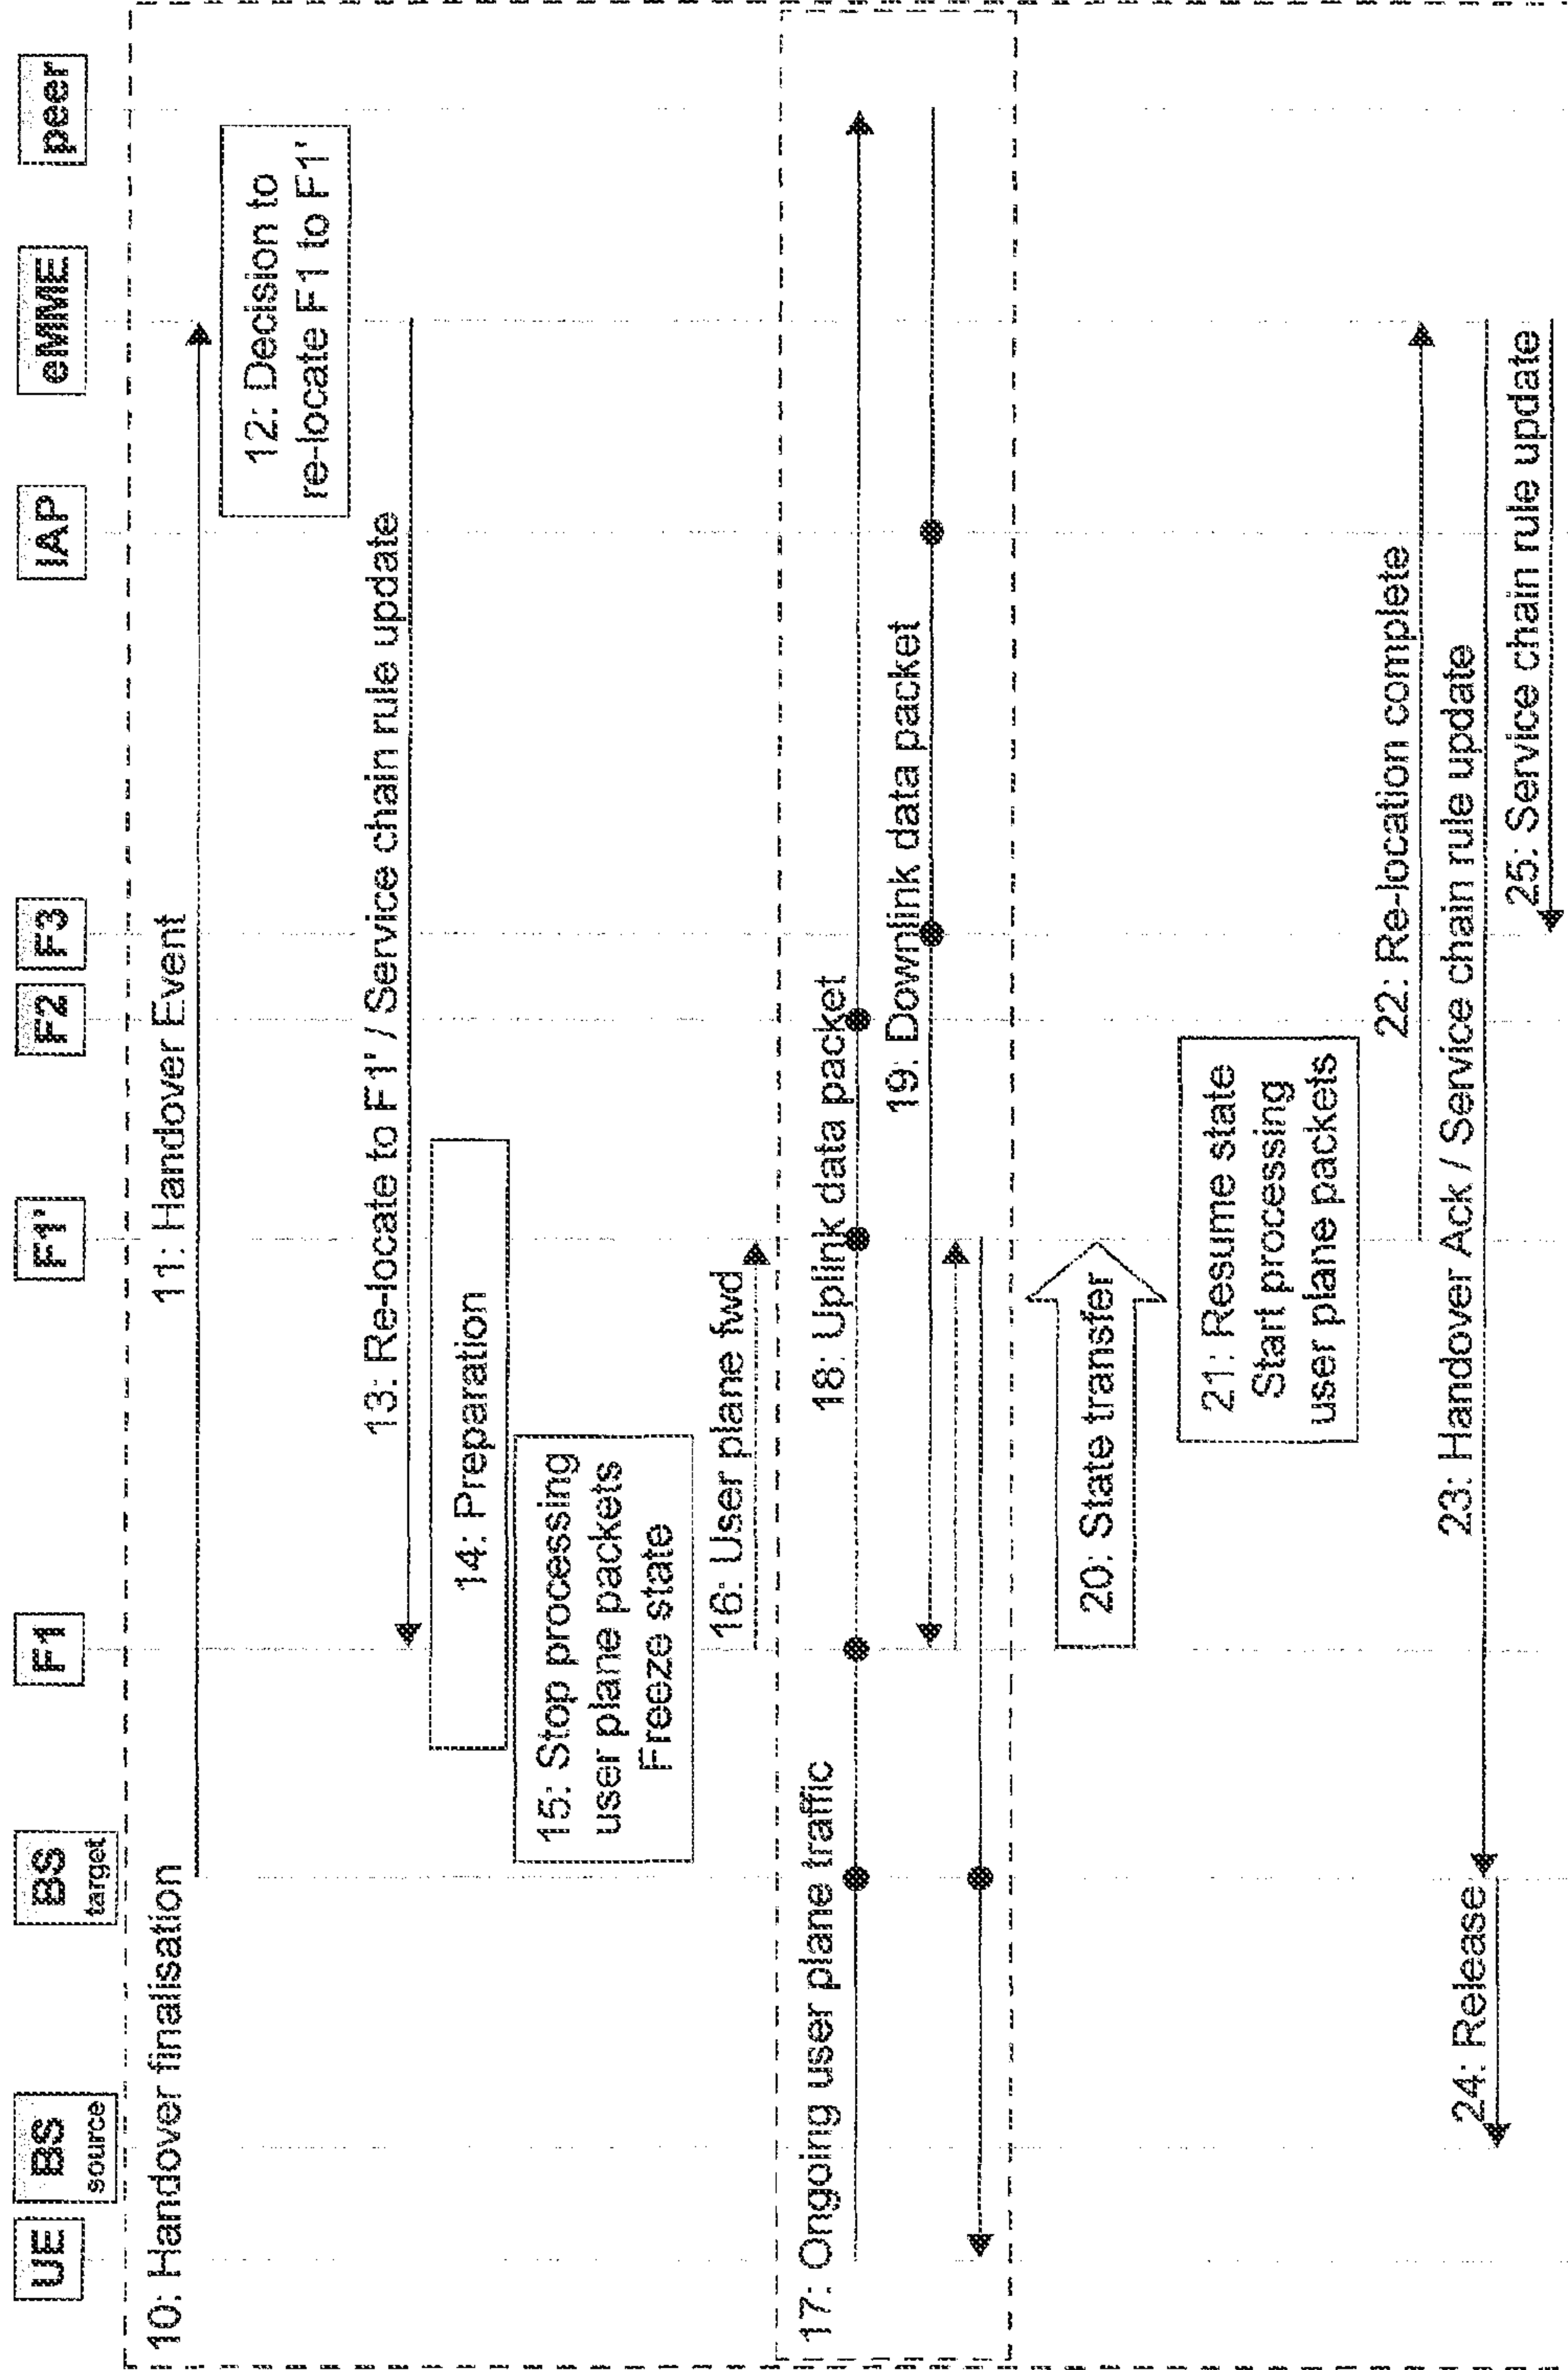 UE
BS
source
BS
target
F1
F1'
F2
F3
IAP
eMME
peer
10: Handover finalisation
11: Handover Event
12: Decision to
re-locate F1 to F1'
13: Re-locate to F1' / Service chain rule update
14: Preparation
15: Stop processing
user plane packets
Freeze state
16: User plane fwd
17: Ongoing user plane traffic
18: Uplink data packet
19: Downlink data packet
20: State transfer
21: Resume state
Start processing
user plane packets
22: Re-location complete
23: Handover Ack / Service chain rule update
24: Release
25: Service chain rule update